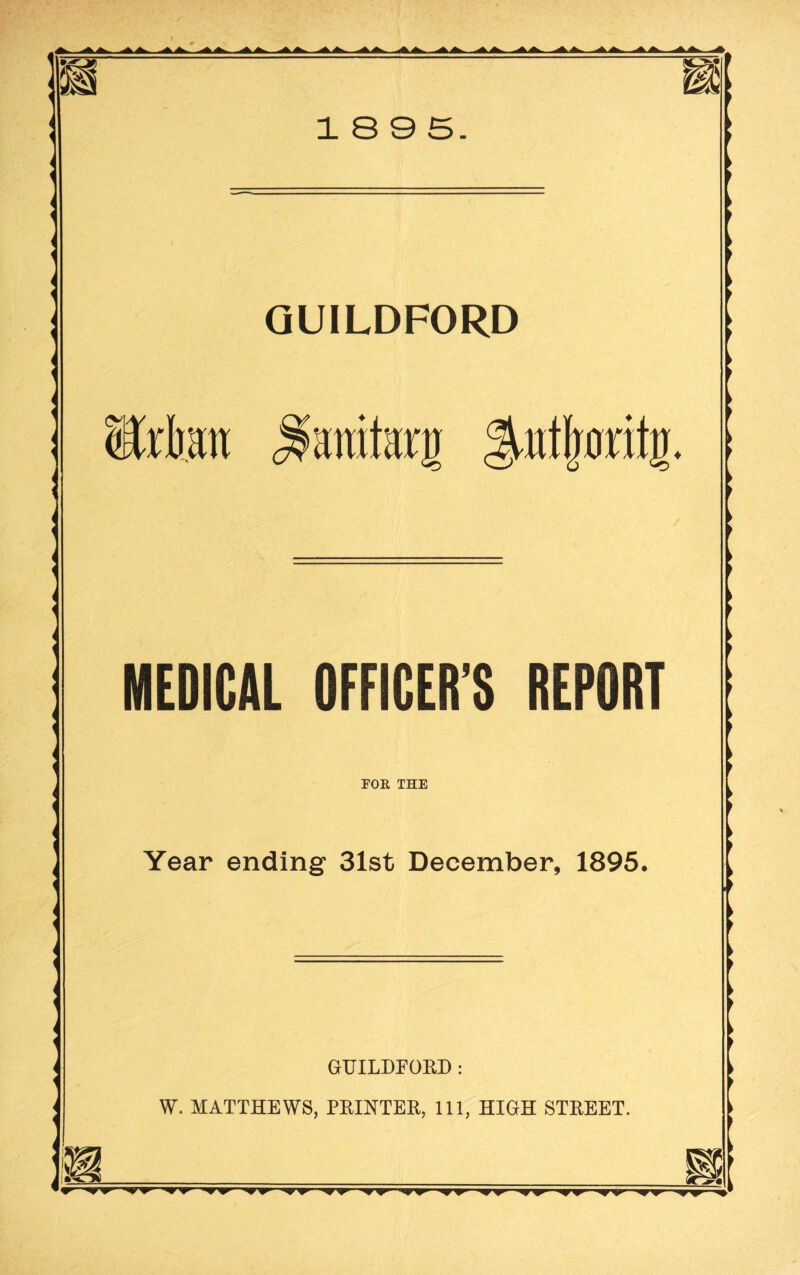 1895.
GUILDFORD
Urban Sanitary Authority.
MEDICAL OFFICER'S REPORT
FOR THE
Year ending 31st December, 1895.
GUILDFORD:
W. MATTHEWS, PRINTER, 111, HIGH STREET.